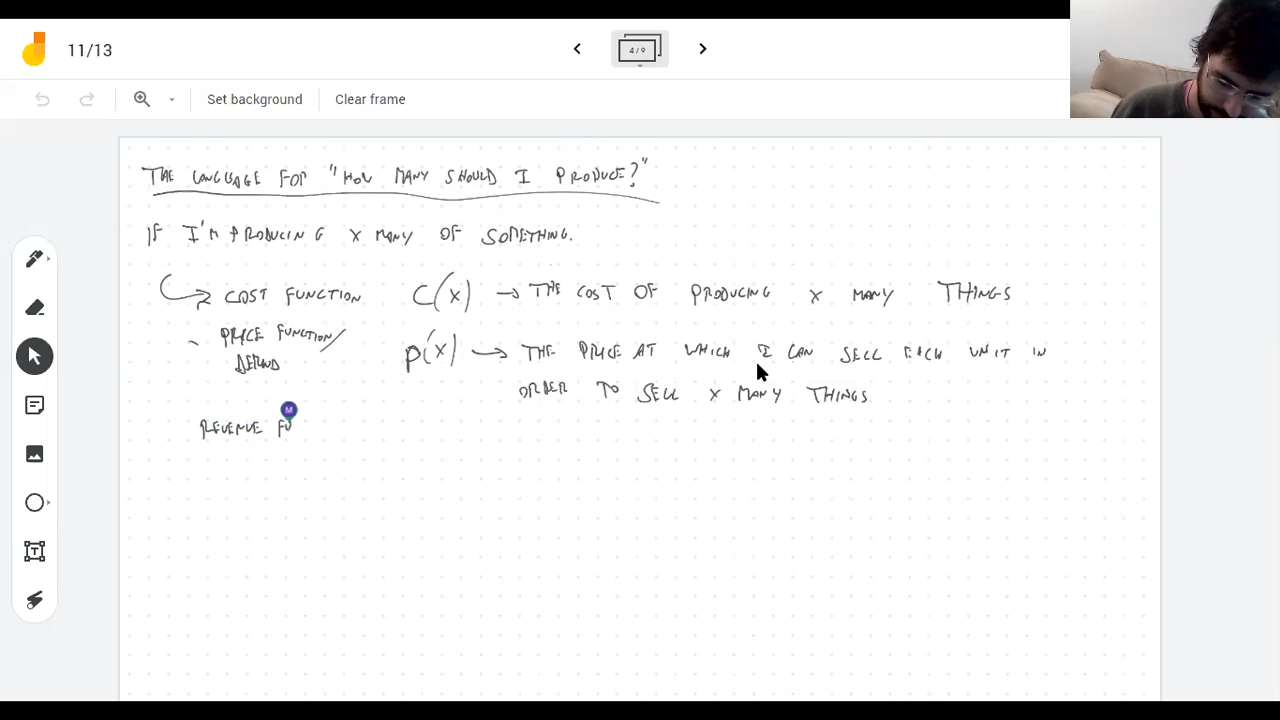 11/13
4/9
Set background
Clear frame
THE LANGUAGE FOR "HOW MANY SHOULD I PRODUCE?"
IF I'M PRODUCING X MANY OF SOMETHING.
COST FUNCTION C(X) → THE COST OF PRODUCING X MANY THINGS
PRICE FUNCTION/
DEMAND
p(x) → THE PRICE AT WHICH I CAN SELL EACH UNIT IN
ORDER TO SELL X MANY THINGS
M
REVENUE FU